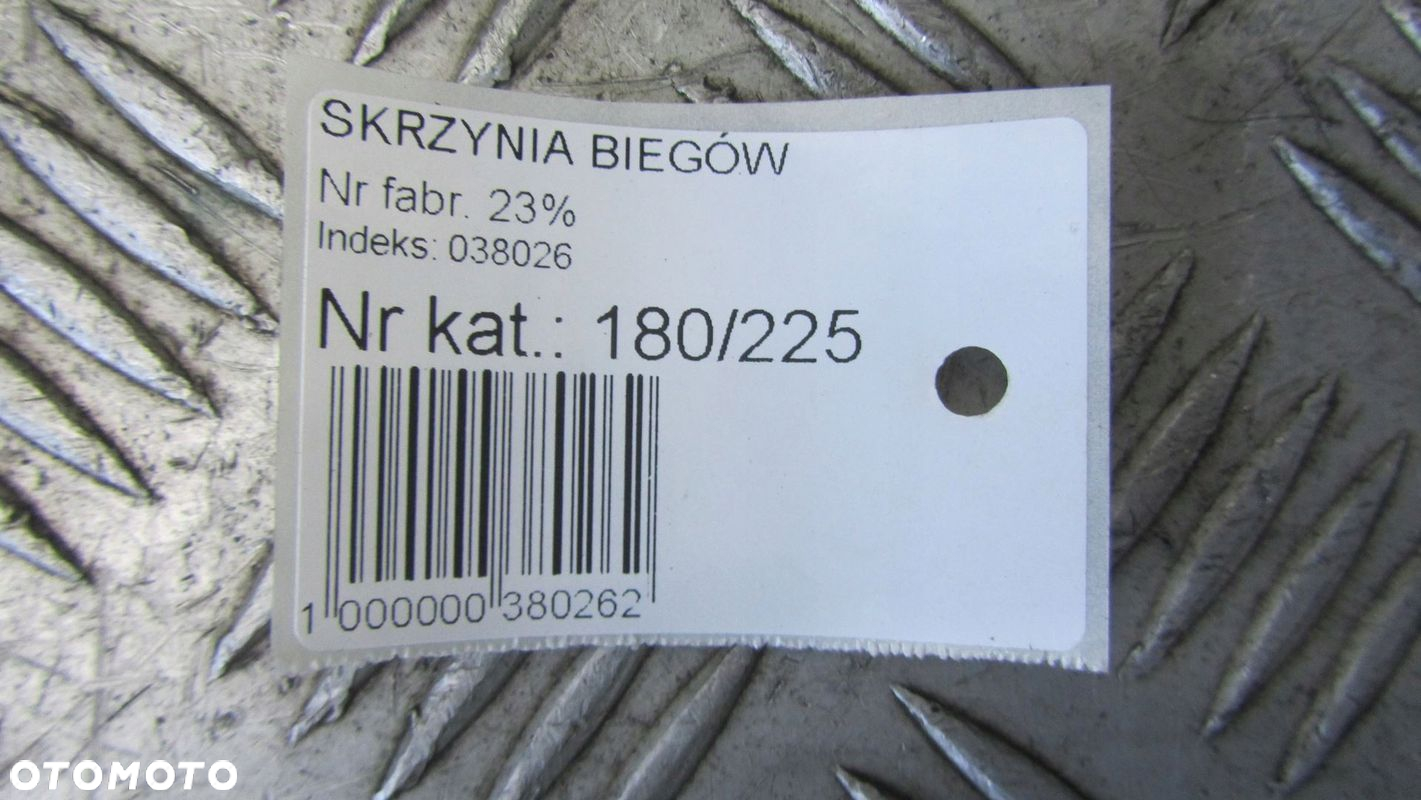 SKRZYNIA BIEGÓW
Nr fabr. 23%
Indeks: 038026
Nr kat.: 180/225
1 000000 380262
OTOMOTO